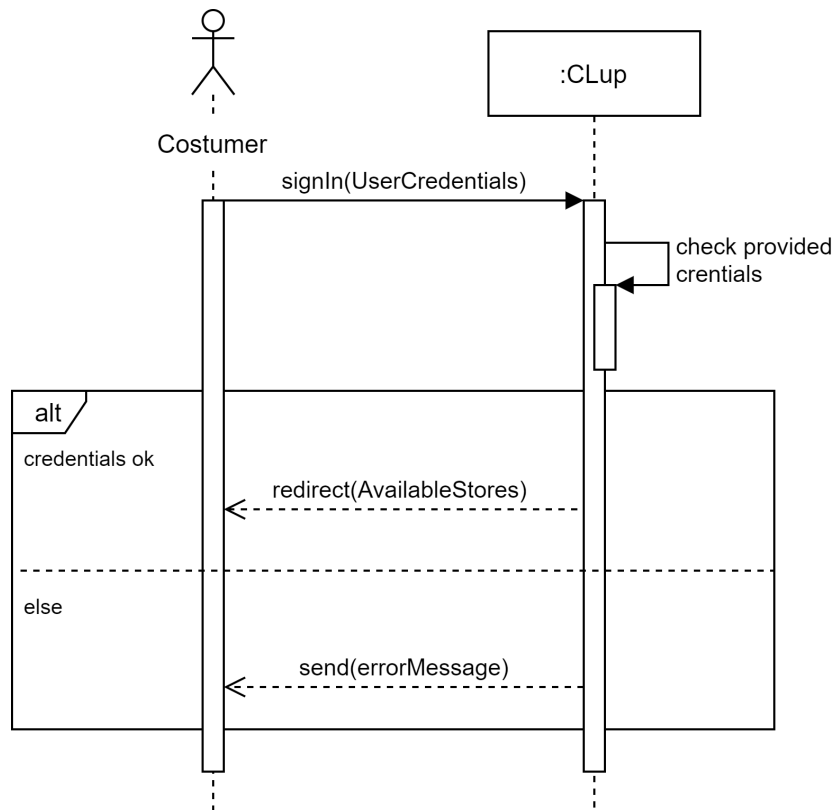 :CLup
Costumer
signIn(UserCredentials)
check provided
crentials
alt
credentials ok
redirect(AvailableStores)
else
send(errorMessage)